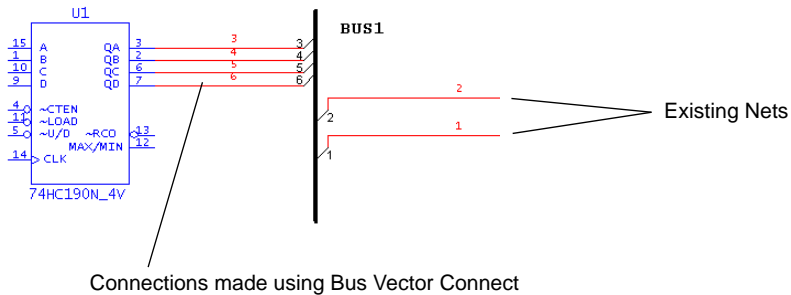 U1
BUS1
15 A QA 3 3 3
1 B QB 2 4 4
10 C QC 6 5 5
9 D QD 7 6 6
2
Existing Nets
4 ~CTEN
11 ~LOAD
2
5 ~U/D ~RCO 13
1
MAX/MIN 12
14 CLK
1
74HC190N_4V
Connections made using Bus Vector Connect